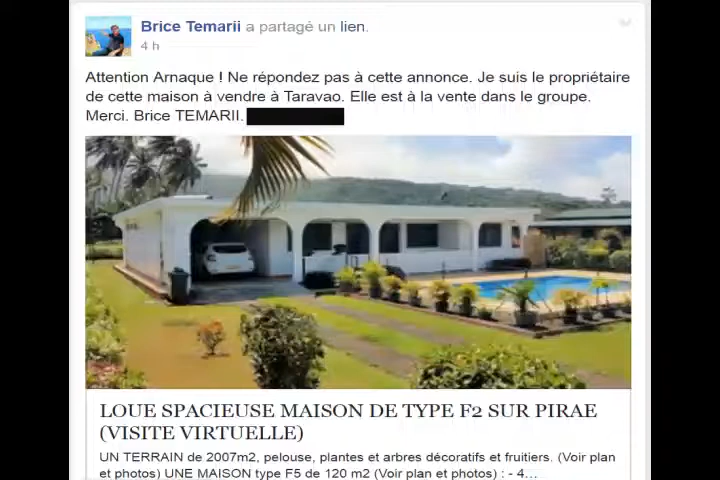 Brice Temarii a partagé un lien.
4 h
Attention Arnaque ! Ne répondez pas à cette annonce. Je suis le propriétaire
de cette maison à vendre à Taravao. Elle est à la vente dans le groupe.
Merci. Brice TEMARII.
LOUE SPACIEUSE MAISON DE TYPE F2 SUR PIRAE
(VISITE VIRTUELLE)
UN TERRAIN de 2007m2, pelouse, plantes et arbres décoratifs et fruitiers. (Voir plan
et photos) UNE MAISON type F5 de 120 m2 (Voir plan et photos) : - 4...